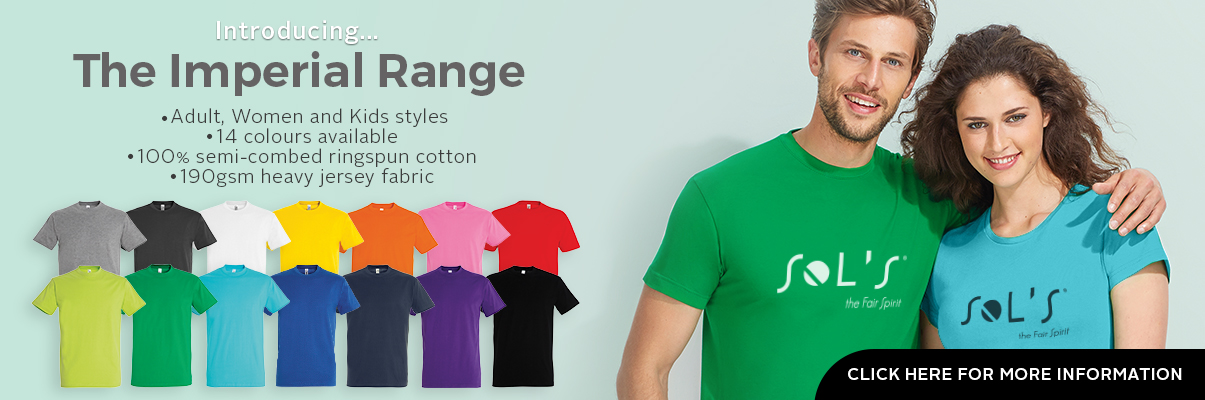 Introducing...
The Imperial Range
•Adult, Women and Kids styles
•14 colours available
•100% semi-combed ringspun cotton
•190gsm heavy jersey fabric
SOL'S®
the Fair Spirit
SOL'S®
the Fair Spirit
CLICK HERE FOR MORE INFORMATION